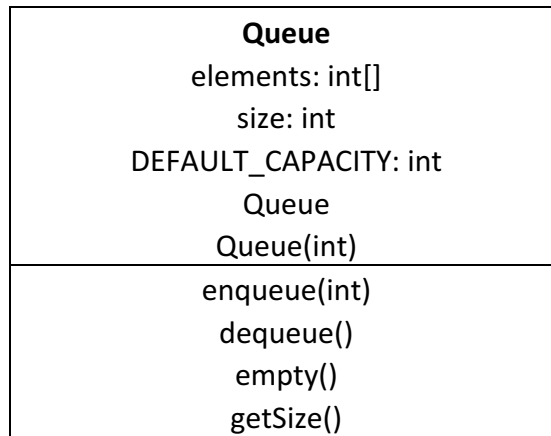 Queue
elements: int[]
size: int
DEFAULT_CAPACITY: int
Queue
Queue(int)
enqueue(int)
dequeue()
empty()
getSize()